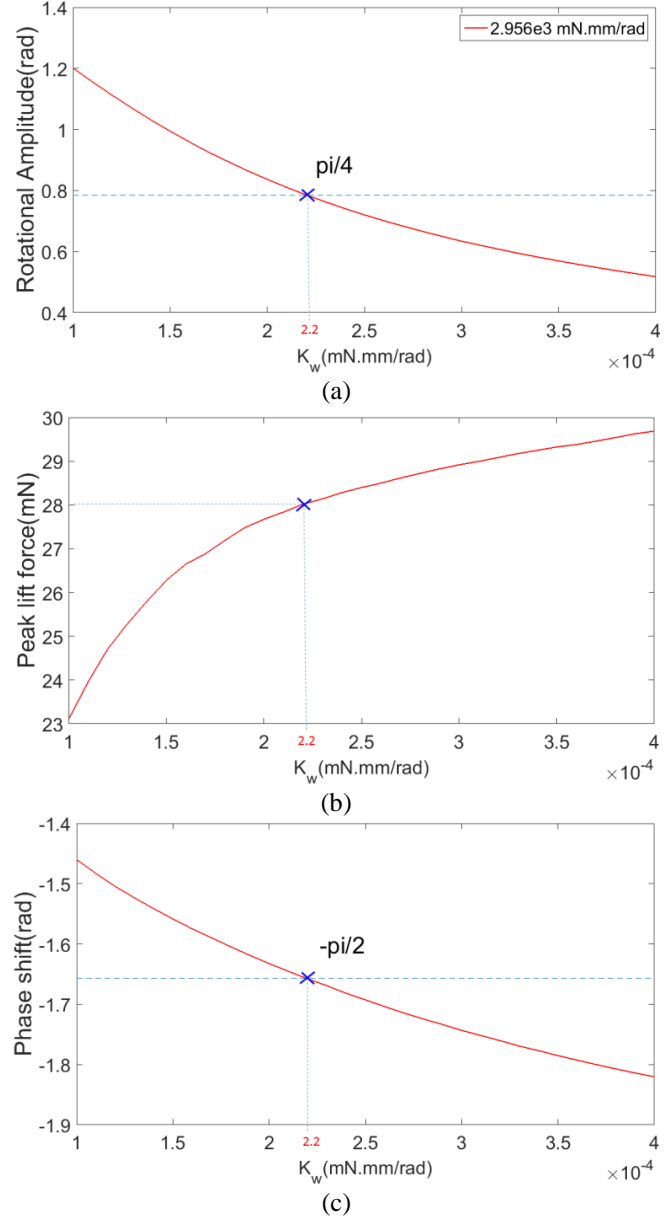 1.4
2.956e3 mN.mm/rad
1.2
1
pi/4
0.8
0.6
0.4
Rotational Amplitude(rad)
1 1.5 2 2.2 2.5 3 3.5 4
K_w(mN.mm/rad)
×10^-4
(a)
30
29
28
27
26
25
24
23
Peak lift force(mN)
1 1.5 2 2.2 2.5 3 3.5 4
K_w(mN.mm/rad)
×10^-4
(b)
-1.4
-1.5
-1.6
-pi/2
-1.7
-1.8
-1.9
Phase shift(rad)
1 1.5 2 2.2 2.5 3 3.5 4
K_w(mN.mm/rad)
×10^-4
(c)